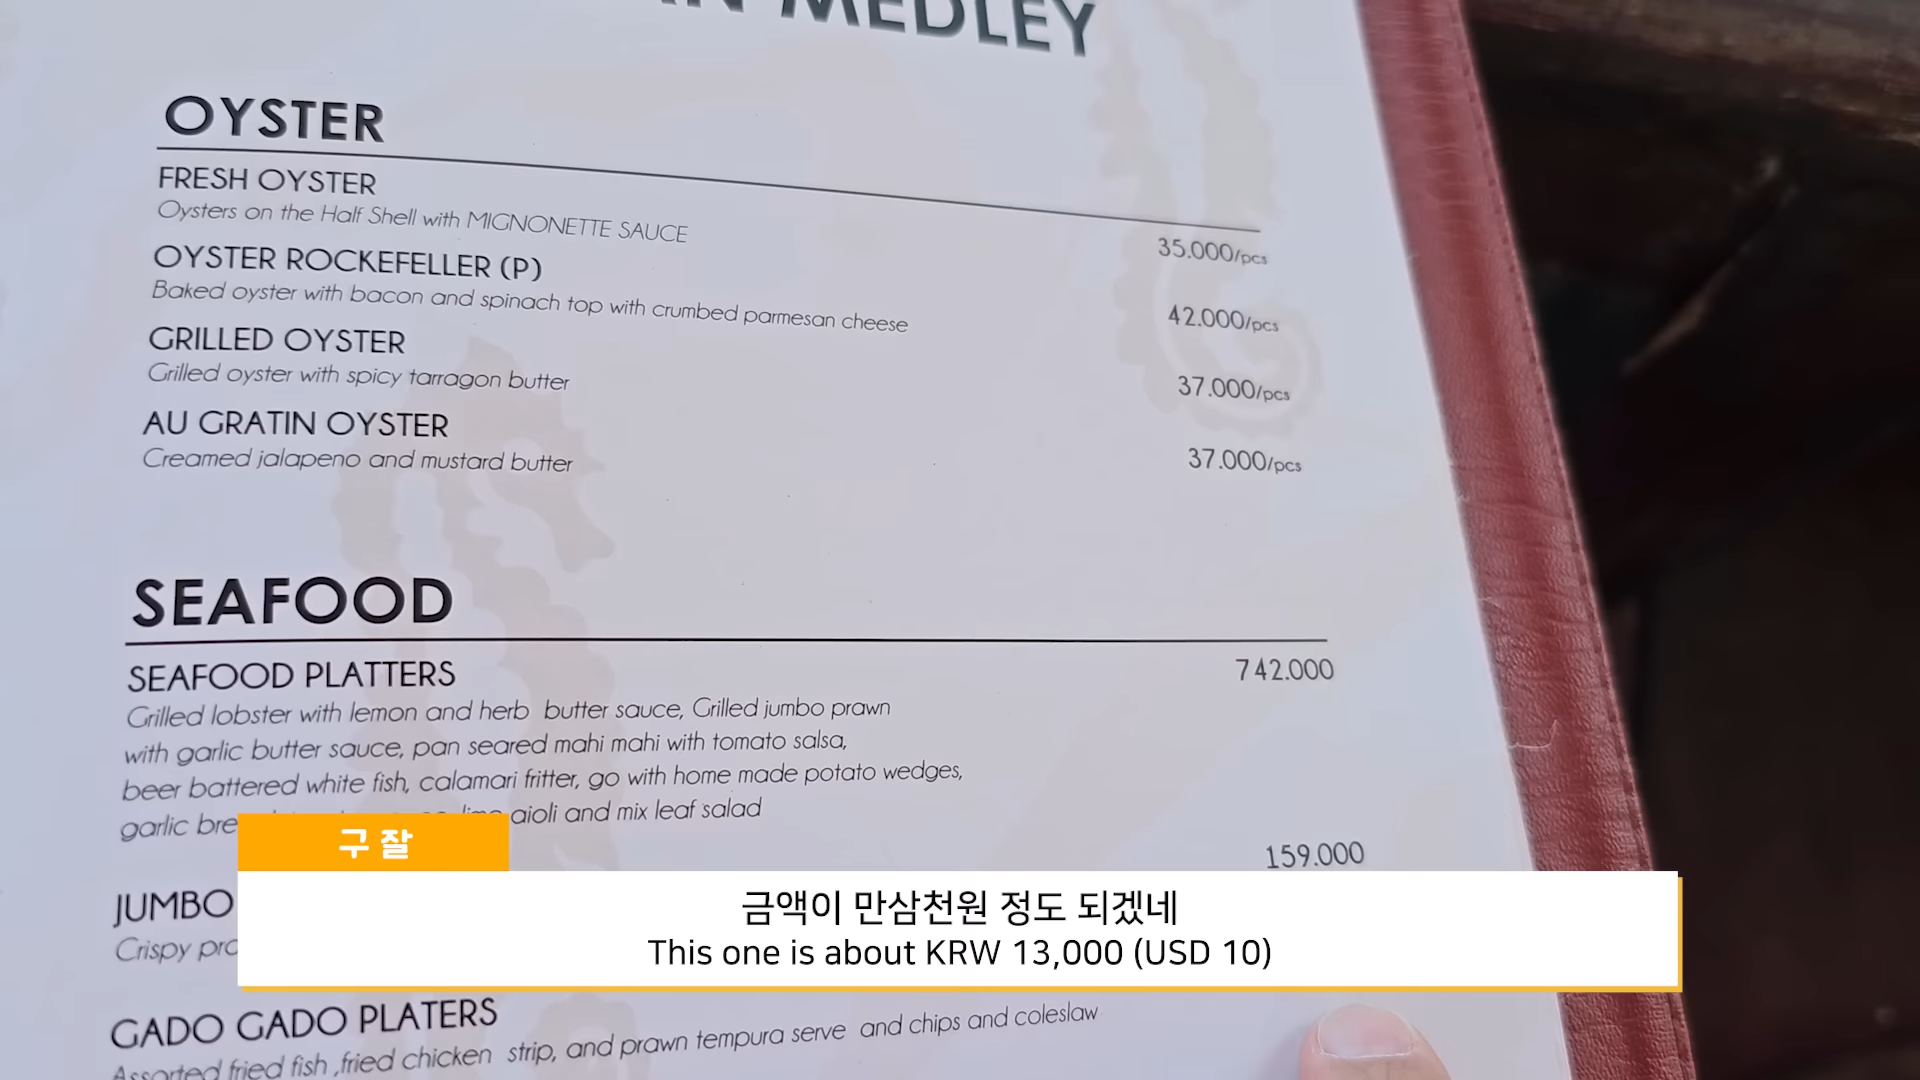 MEDLEY
OYSTER
FRESH OYSTER
Oysters on the Half Shell with MIGNONETTE SAUCE
35.000/pcs
OYSTER ROCKEFELLER (P)
Baked oyster with bacon and spinach top with crumbed parmesan cheese
42.000/pcs
GRILLED OYSTER
Grilled oyster with spicy tarragon butter
37.000/pcs
AU GRATIN OYSTER
Creamed jalapeno and mustard butter
37.000/pcs
SEAFOOD
SEAFOOD PLATTERS
742.000
Grilled lobster with lemon and herb butter sauce, Grilled jumbo prawn
with garlic butter sauce, pan seared mahi mahi with tomato salsa,
beer battered white fish, calamari fritter, go with home made potato wedges,
garlic aioli and mix leaf salad
159.000
JUMBO
Crispy
구잘
금액이 만삼천원 정도 되겠네
This one is about KRW 13,000 (USD 10)
GADO GADO PLATERS
Assorted fried fish ,fried chicken strip, and prawn tempura serve and chips and coleslaw